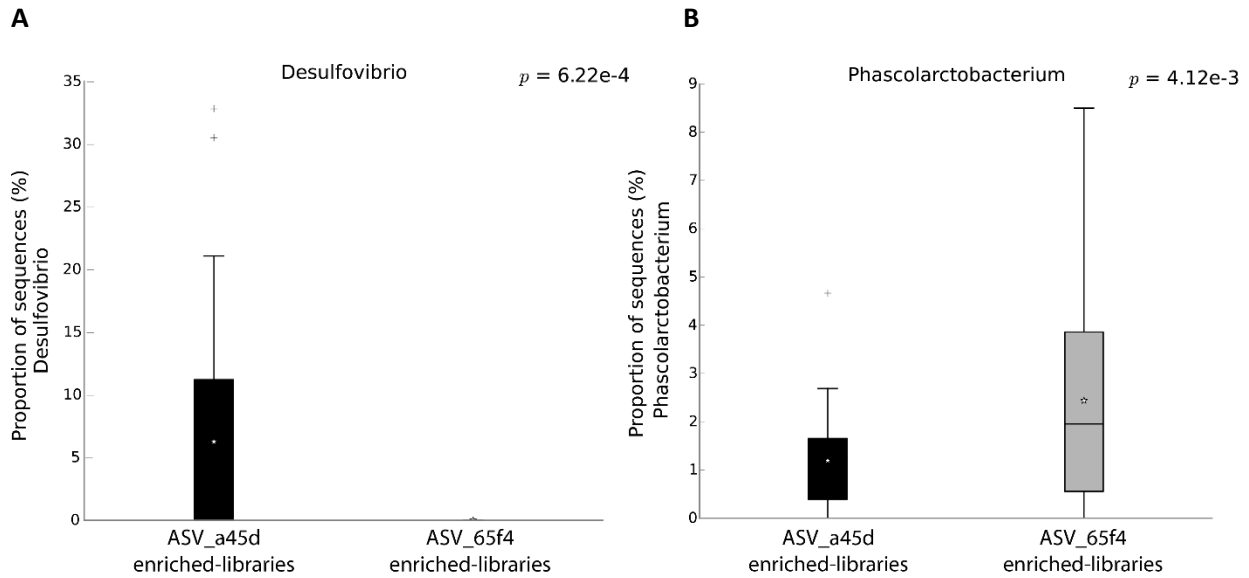 A
Desulfovibrio
p = 6.22e-4
Proportion of sequences (%)
Desulfovibrio
35
30
25
20
15
10
5
0
ASV_a45d
enriched-libraries
ASV_65f4
enriched-libraries
B
Phascolarctobacterium
p = 4.12e-3
Proportion of sequences (%)
Phascolarctobacterium
9
8
7
6
5
4
3
2
1
0
ASV_a45d
enriched-libraries
ASV_65f4
enriched-libraries